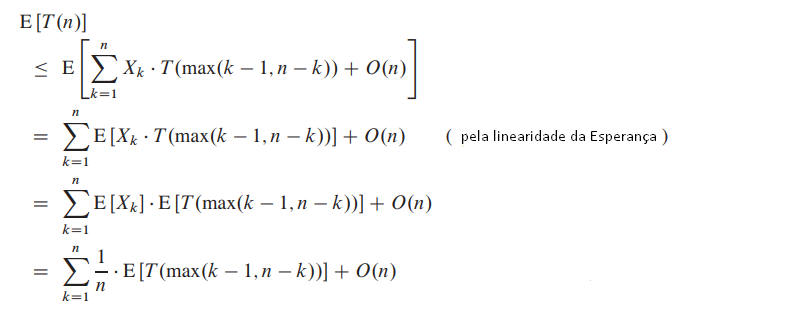 E[T(n)]
≤ E[∑_{k=1}^{n} X_k · T(max(k − 1, n − k)) + O(n)]
= ∑_{k=1}^{n} E[X_k · T(max(k − 1, n − k))] + O(n) ( pela linearidade da Esperança )
= ∑_{k=1}^{n} E[X_k] · E[T(max(k − 1, n − k))] + O(n)
= ∑_{k=1}^{n} 1/n · E[T(max(k − 1, n − k))] + O(n)